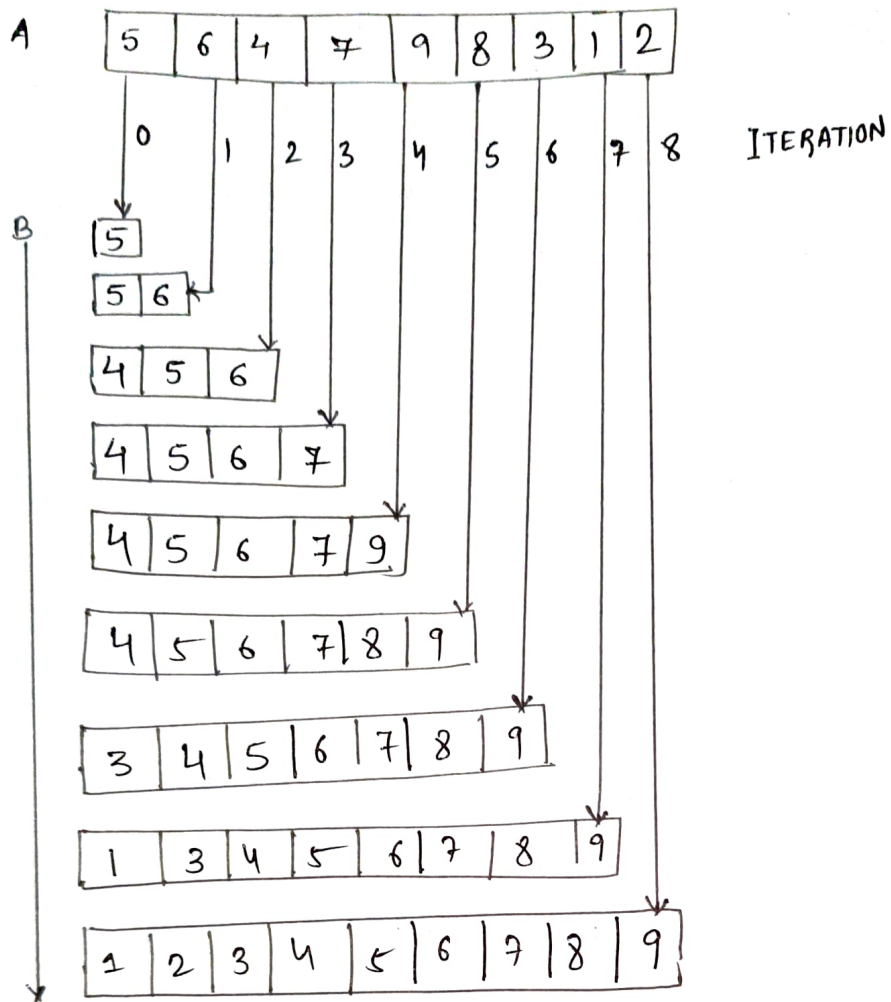 A 5 6 4 7 9 8 3 1 2
0 1 2 3 4 5 6 7 8 ITERATION
B 5
5 6
4 5 6
4 5 6 7
4 5 6 7 9
4 5 6 7 8 9
3 4 5 6 7 8 9
1 3 4 5 6 7 8 9
1 2 3 4 5 6 7 8 9